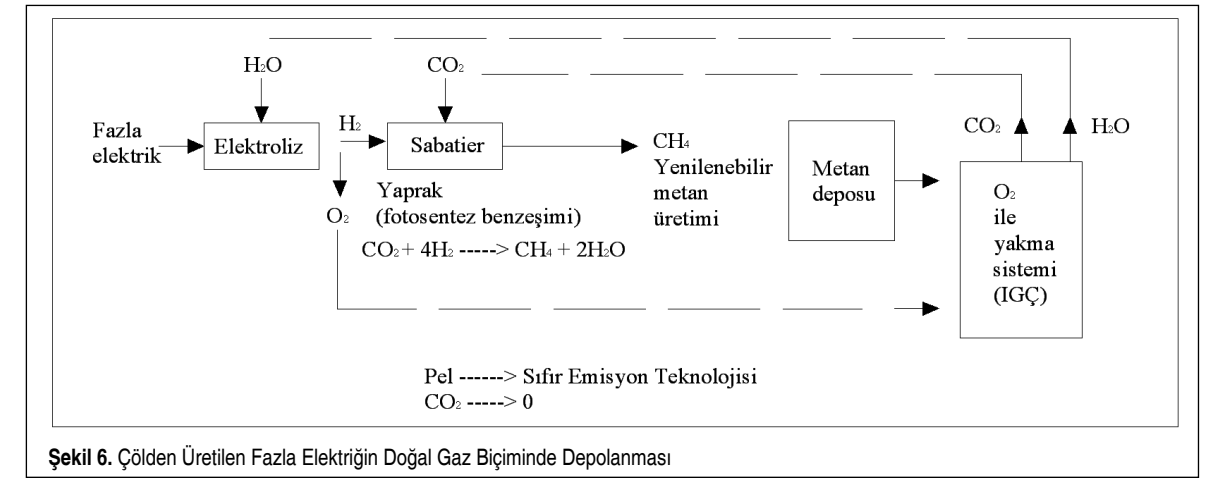 H₂O
CO₂
Fazla
elektrik
Elektroliz
H₂
Sabatier
CH₄
Yenilenebilir
metan
üretimi
Metan
deposu
CO₂
H₂O
O₂
ile
yakma
sistemi
(IGÇ)
O₂
Yaprak
(fotosentez benzeşimi)
CO₂ + 4H₂ -----> CH₄ + 2H₂O
Pel ------> Sıfır Emisyon Teknolojisi
CO₂ -----> 0
Şekil 6. Çölden Üretilen Fazla Elektriğin Doğal Gaz Biçiminde Depolanması